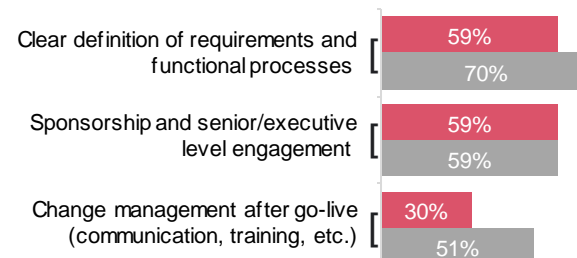 Clear definition of requirements and
functional processes
59%
70%
Sponsorship and senior/executive
level engagement
59%
59%
Change management after go-live
(communication, training, etc.)
30%
51%